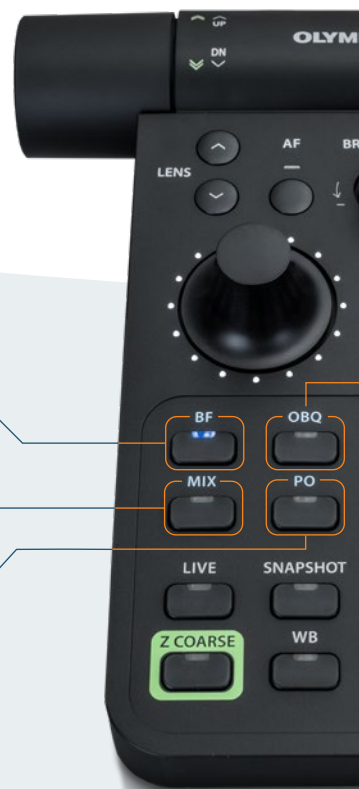 UP
DN
OLYM
LENS
AF
BR
BF
OBQ
MIX
PO
LIVE
SNAPSHOT
Z COARSE
WB